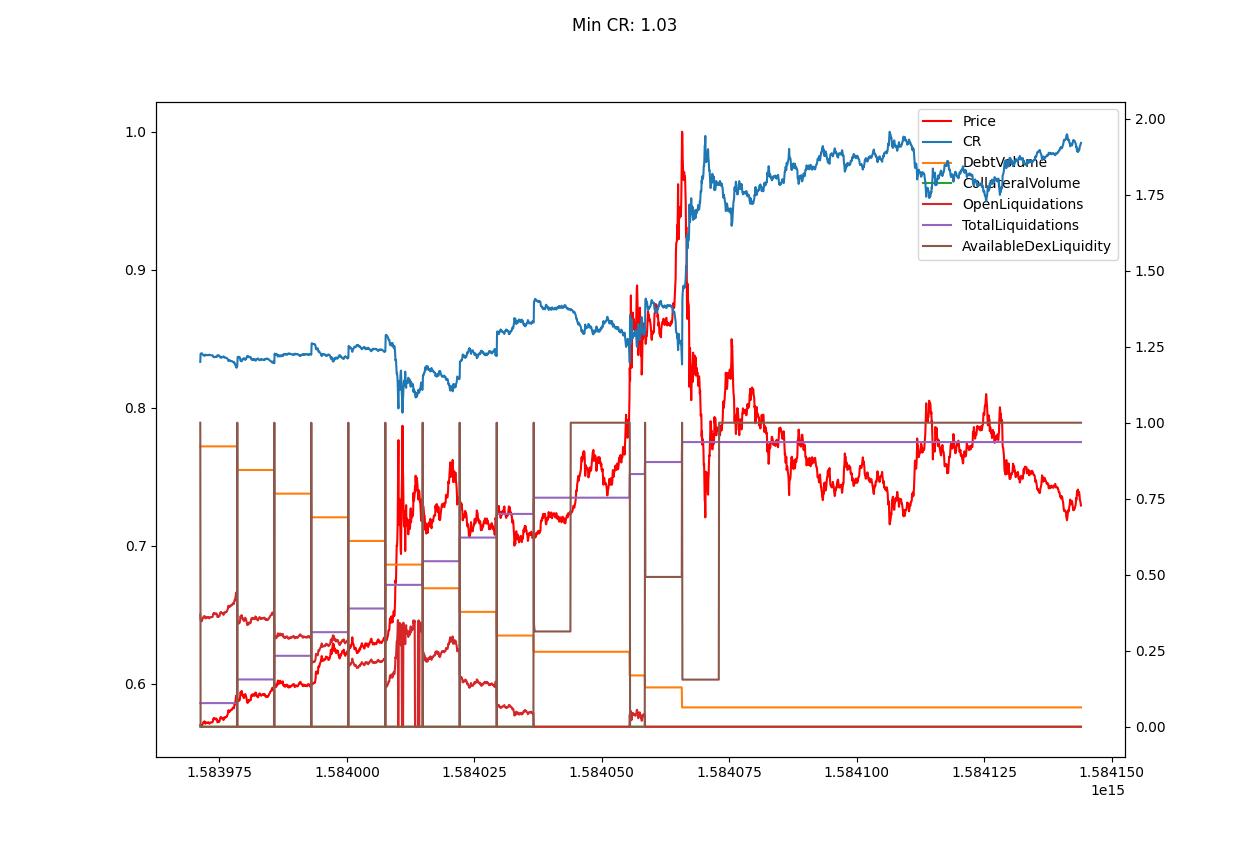 Min CR: 1.03
1.0
0.9
0.8
0.7
0.6
2.00
1.75
1.50
1.25
1.00
0.75
0.50
0.25
0.00
Price
CR
DebtVolume
CollateralVolume
OpenLiquidations
TotalLiquidations
AvailableDexLiquidity
1.583975 1.584000 1.584025 1.584050 1.584075 1.584100 1.584125 1.584150
1e15